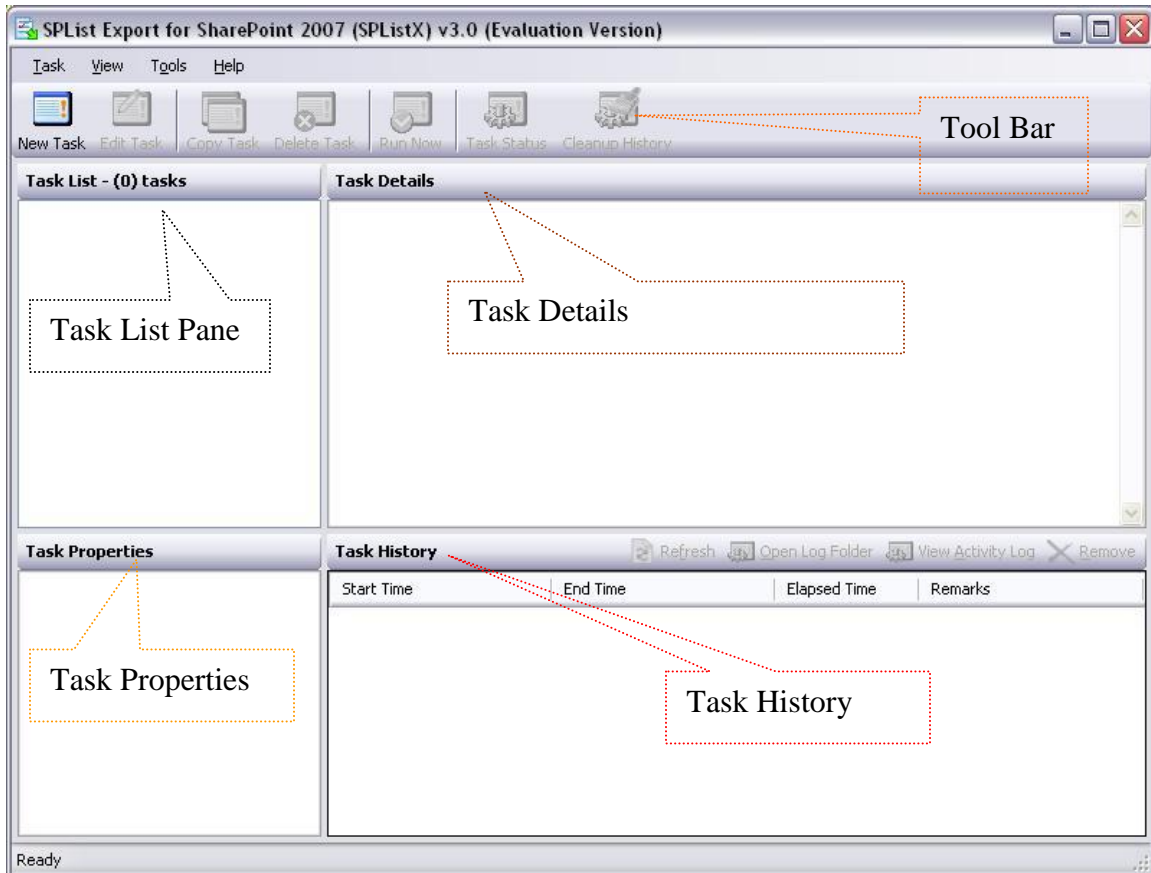 SPList Export for SharePoint 2007 (SPListX) v3.0 (Evaluation Version)
Task View Tools Help
New Task Edit Task Copy Task Delete Task Run Now Task Status Cleanup History
Tool Bar
Task List - (0) tasks
Task Details
Task List Pane
Task Details
Task Properties
Task History Refresh Open Log Folder View Activity Log Remove
Start Time End Time Elapsed Time Remarks
Task Properties
Task History
Ready